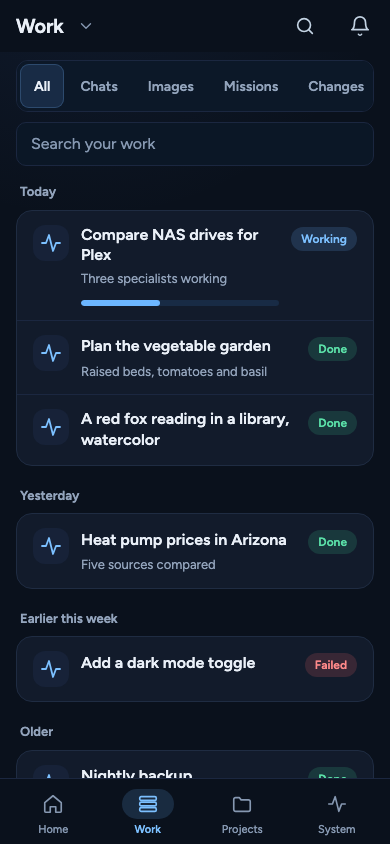 Work
All
Chats
Images
Missions
Changes
Search your work
Today
Compare NAS drives for
Plex
Working
Three specialists working
Plan the vegetable garden
Done
Raised beds, tomatoes and basil
A red fox reading in a library,
watercolor
Done
Yesterday
Heat pump prices in Arizona
Done
Five sources compared
Earlier this week
Add a dark mode toggle
Failed
Older
Nightly backup
Done
Home
Work
Projects
System